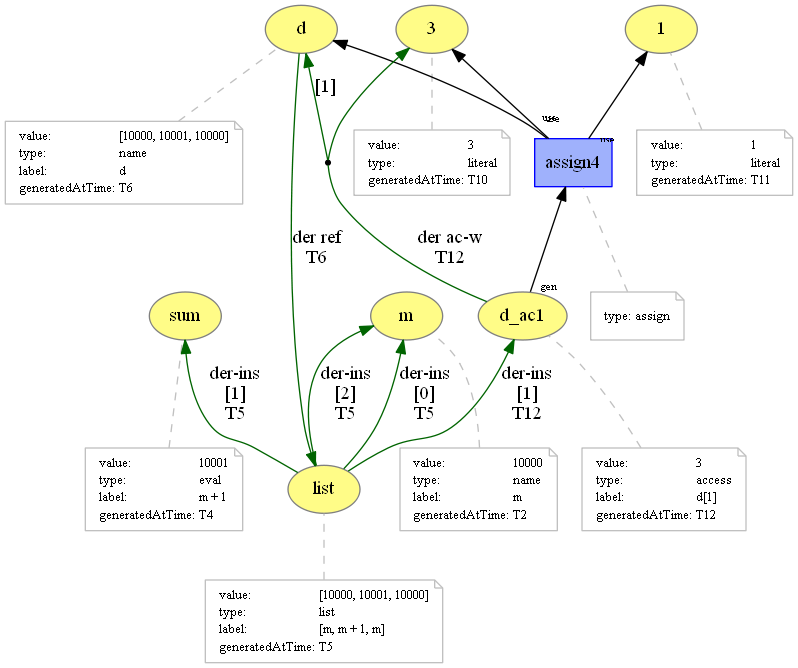 d
3
1
[1]
use
use
use
value: [10000, 10001, 10000]
type: name
label: d
generatedAtTime: T6
value: 3
type: literal
generatedAtTime: T10
assign4
value: 1
type: literal
generatedAtTime: T11
der ref
T6
der ac-w
T12
gen
sum
m
d_ac1
type: assign
der-ins
[1]
T5
der-ins
[2]
T5
der-ins
[0]
T5
der-ins
[1]
T12
value: 10001
type: eval
label: m + 1
generatedAtTime: T4
list
value: 10000
type: name
label: m
generatedAtTime: T2
value: 3
type: access
label: d[1]
generatedAtTime: T12
value: [10000, 10001, 10000]
type: list
label: [m, m + 1, m]
generatedAtTime: T5